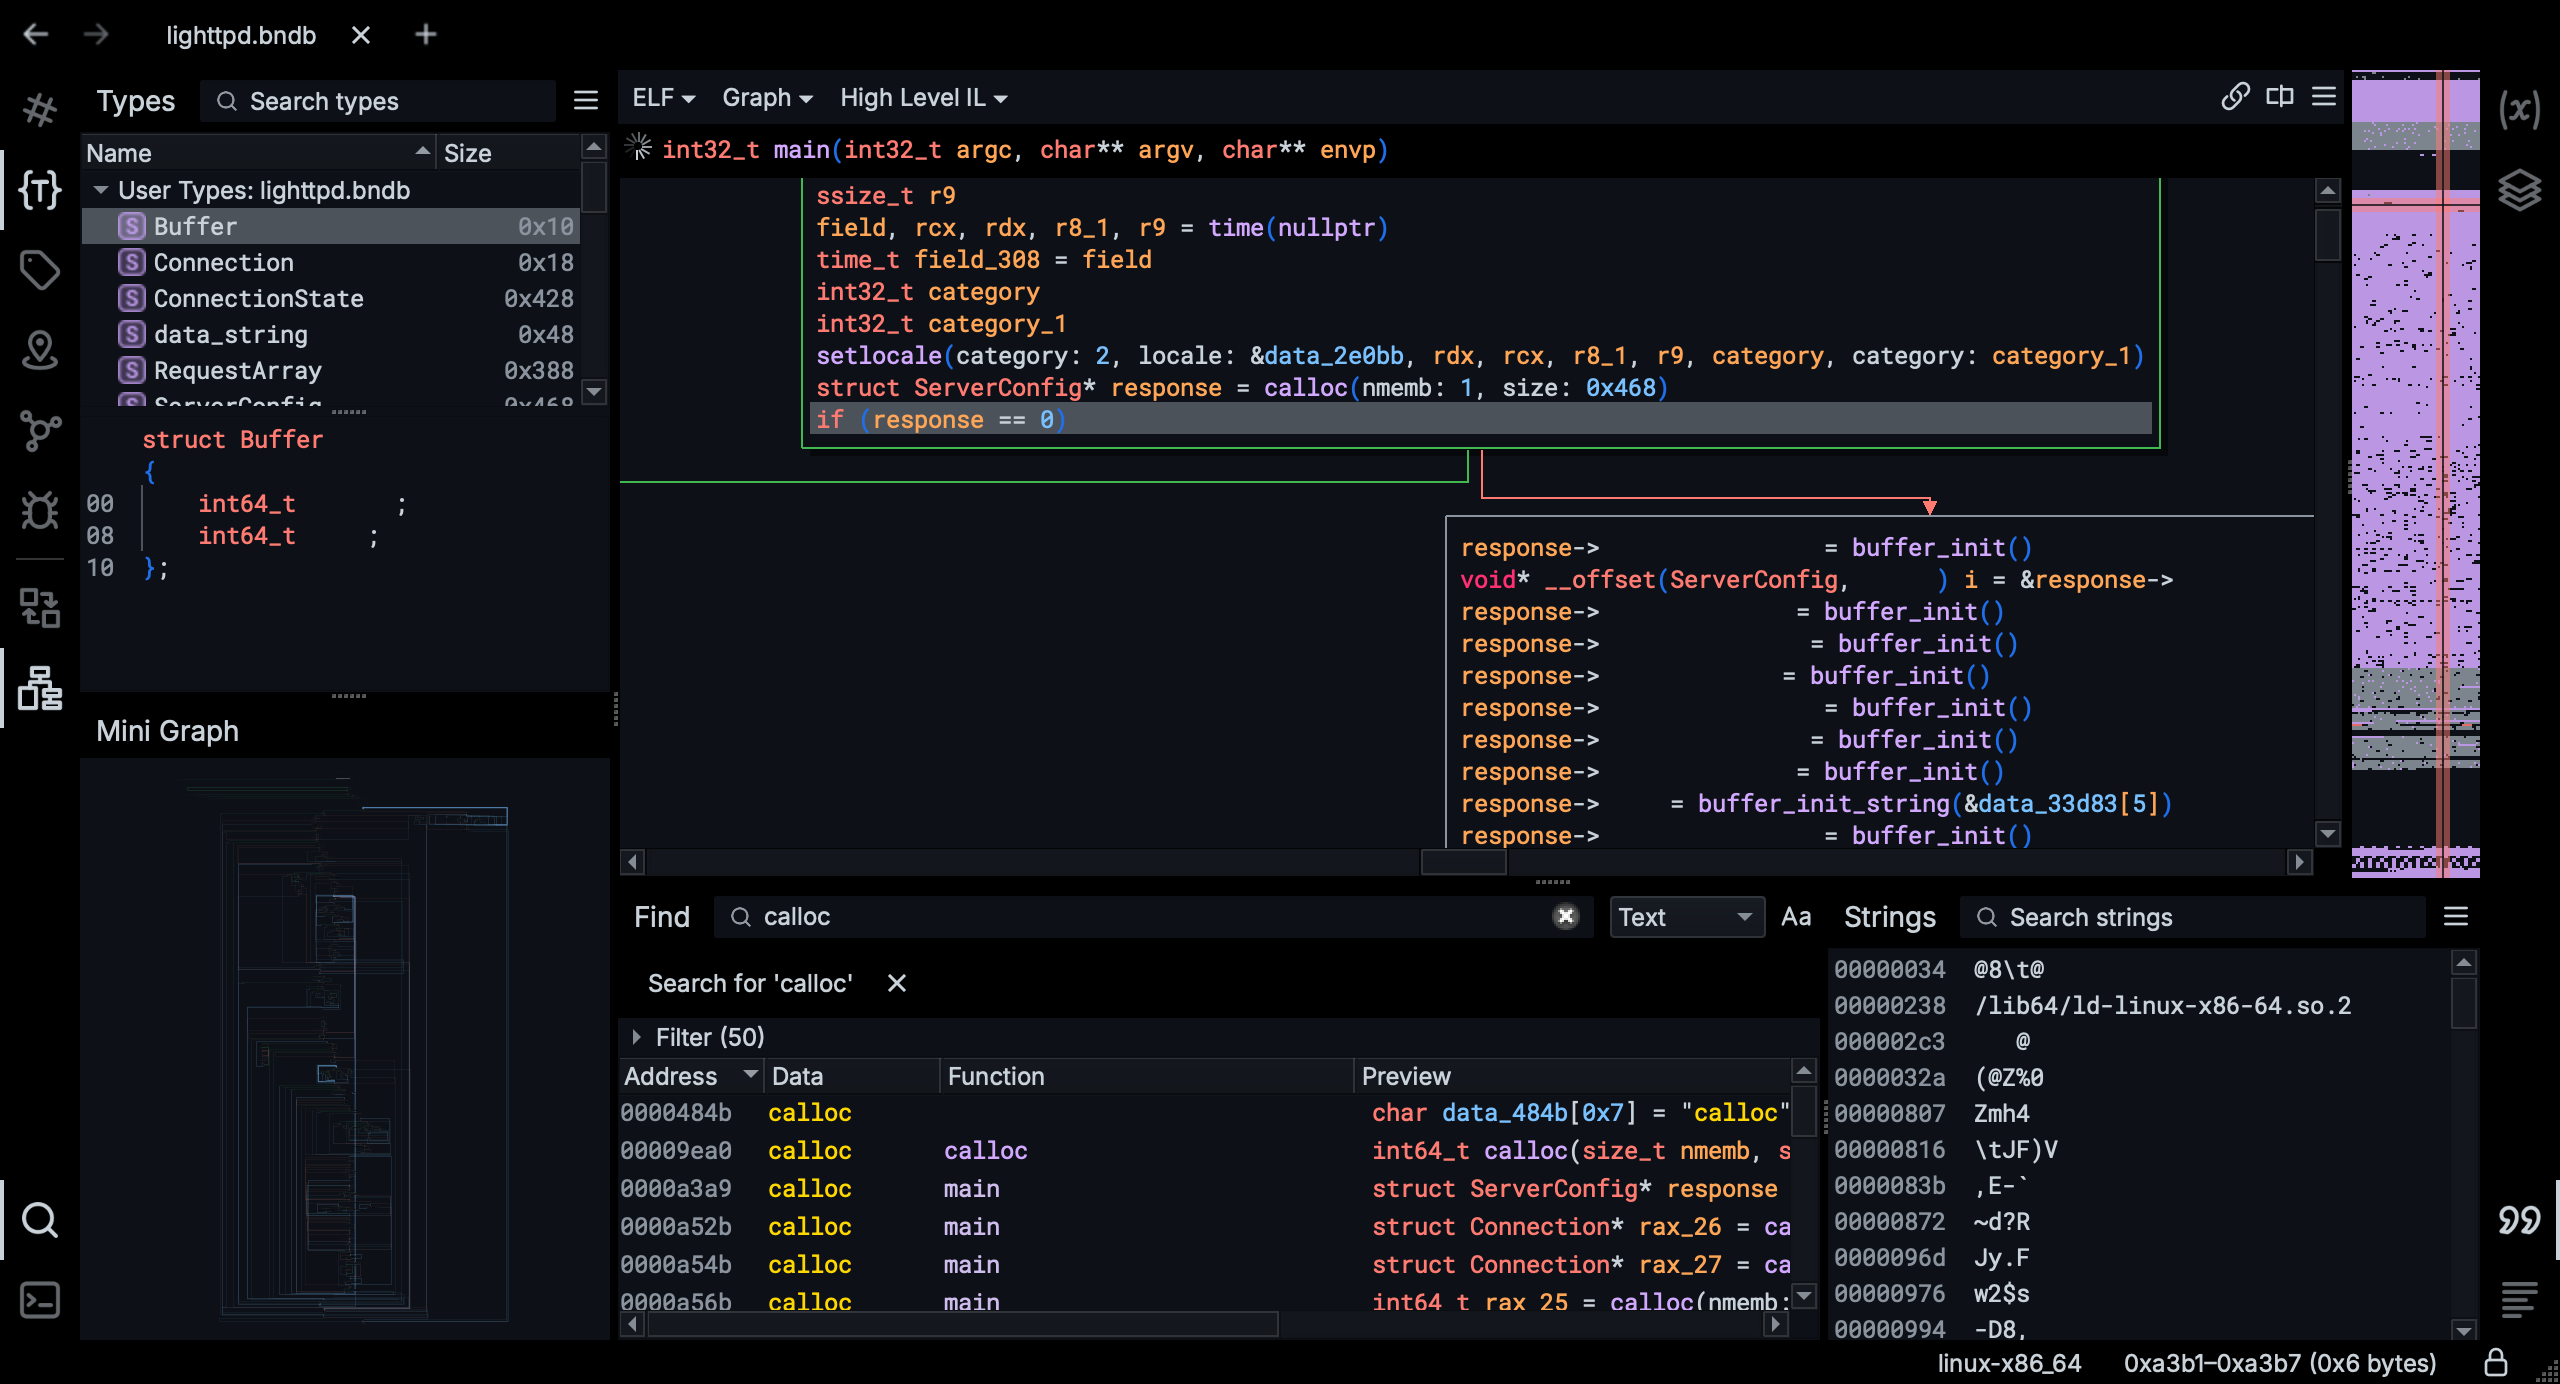 lighttpd.bndb
Types
Search types
Name Size
User Types: lighttpd.bndb
S Buffer 0x10
S Connection 0x18
S ConnectionState 0x428
S data_string 0x48
S RequestArray 0x388
S ServerConfig 0x468
struct Buffer
{
00 int64_t ;
08 int64_t ;
10 };
Mini Graph
ELF Graph High Level IL
int32_t main(int32_t argc, char** argv, char** envp)
ssize_t r9
field, rcx, rdx, r8_1, r9 = time(nullptr)
time_t field_308 = field
int32_t category
int32_t category_1
setlocale(category: 2, locale: &data_2e0bb, rdx, rcx, r8_1, r9, category, category: category_1)
struct ServerConfig* response = calloc(nmemb: 1, size: 0x468)
if (response == 0)
response-> = buffer_init()
void* __offset(ServerConfig, ) i = &response->
response-> = buffer_init()
response-> = buffer_init()
response-> = buffer_init()
response-> = buffer_init()
response-> = buffer_init()
response-> = buffer_init()
response-> = buffer_init_string(&data_33d83[5])
response-> = buffer_init()
Find
calloc
Text
Aa
Search for 'calloc'
Filter (50)
Address Data Function Preview
0000484b calloc char data_484b[0x7] = "calloc"
00009ea0 calloc calloc int64_t calloc(size_t nmemb, s
0000a3a9 calloc main struct ServerConfig* response
0000a52b calloc main struct Connection* rax_26 = ca
0000a54b calloc main struct Connection* rax_27 = ca
0000a56b calloc main int64_t rax_25 = calloc(nmemb:
Strings
Search strings
00000034 @8\t@
00000238 /lib64/ld-linux-x86-64.so.2
000002c3 @
0000032a (@Z%0
00000807 Zmh4
00000816 \tJF)V
0000083b ,E-`
00000872 ~d?R
0000096d Jy.F
00000976 w2$s
00000994 -D8,
linux-x86_64
0xa3b1–0xa3b7 (0x6 bytes)